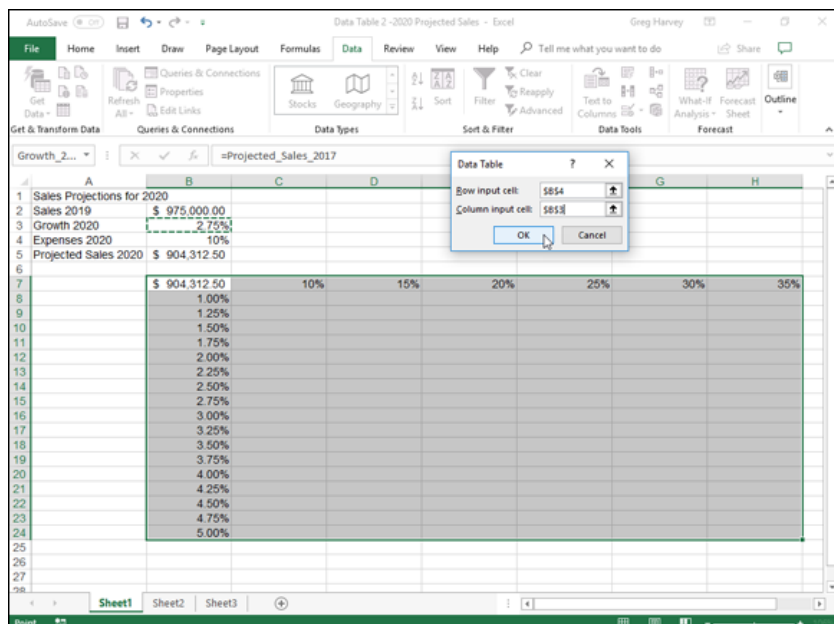 AutoSave Off Data Table 2 -2020 Projected Sales - Excel Greg Harvey
File Home Insert Draw Page Layout Formulas Data Review View Help Tell me what you want to do Share
Get Data Refresh All Queries & Connections Properties Edit Links Stocks Geography Sort Filter Clear Reapply Advanced Text to Columns What-If Analysis Forecast Sheet Outline
Get & Transform Data Queries & Connections Data Types Sort & Filter Data Tools Forecast
Growth_2... fx =Projected_Sales_2017
Data Table ? X
Row input cell: $B$4
Column input cell: $B$3
OK Cancel
A B C D G H
1 Sales Projections for 2020
2 Sales 2019 $ 975,000.00
3 Growth 2020 2.75%
4 Expenses 2020 10%
5 Projected Sales 2020 $ 904,312.50
6
7 $ 904,312.50 10% 15% 20% 25% 30% 35%
8 1.00%
9 1.25%
10 1.50%
11 1.75%
12 2.00%
13 2.25%
14 2.50%
15 2.75%
16 3.00%
17 3.25%
18 3.50%
19 3.75%
20 4.00%
21 4.25%
22 4.50%
23 4.75%
24 5.00%
25
26
27
28
Sheet1 Sheet2 Sheet3
Point